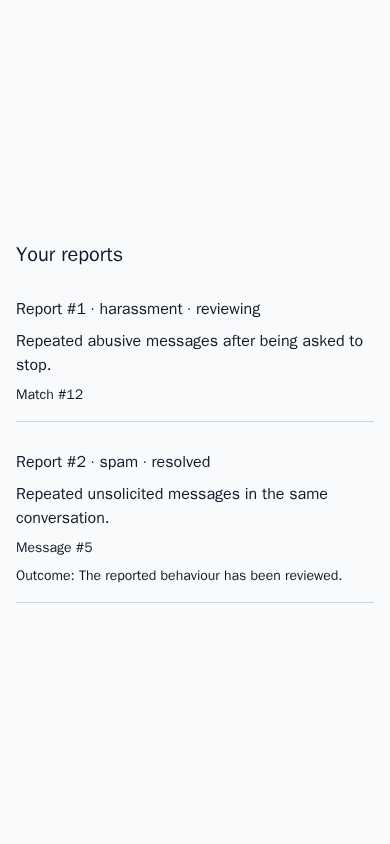 Your reports
Report #1 · harassment · reviewing
Repeated abusive messages after being asked to
stop.
Match #12
Report #2 · spam · resolved
Repeated unsolicited messages in the same
conversation.
Message #5
Outcome: The reported behaviour has been reviewed.